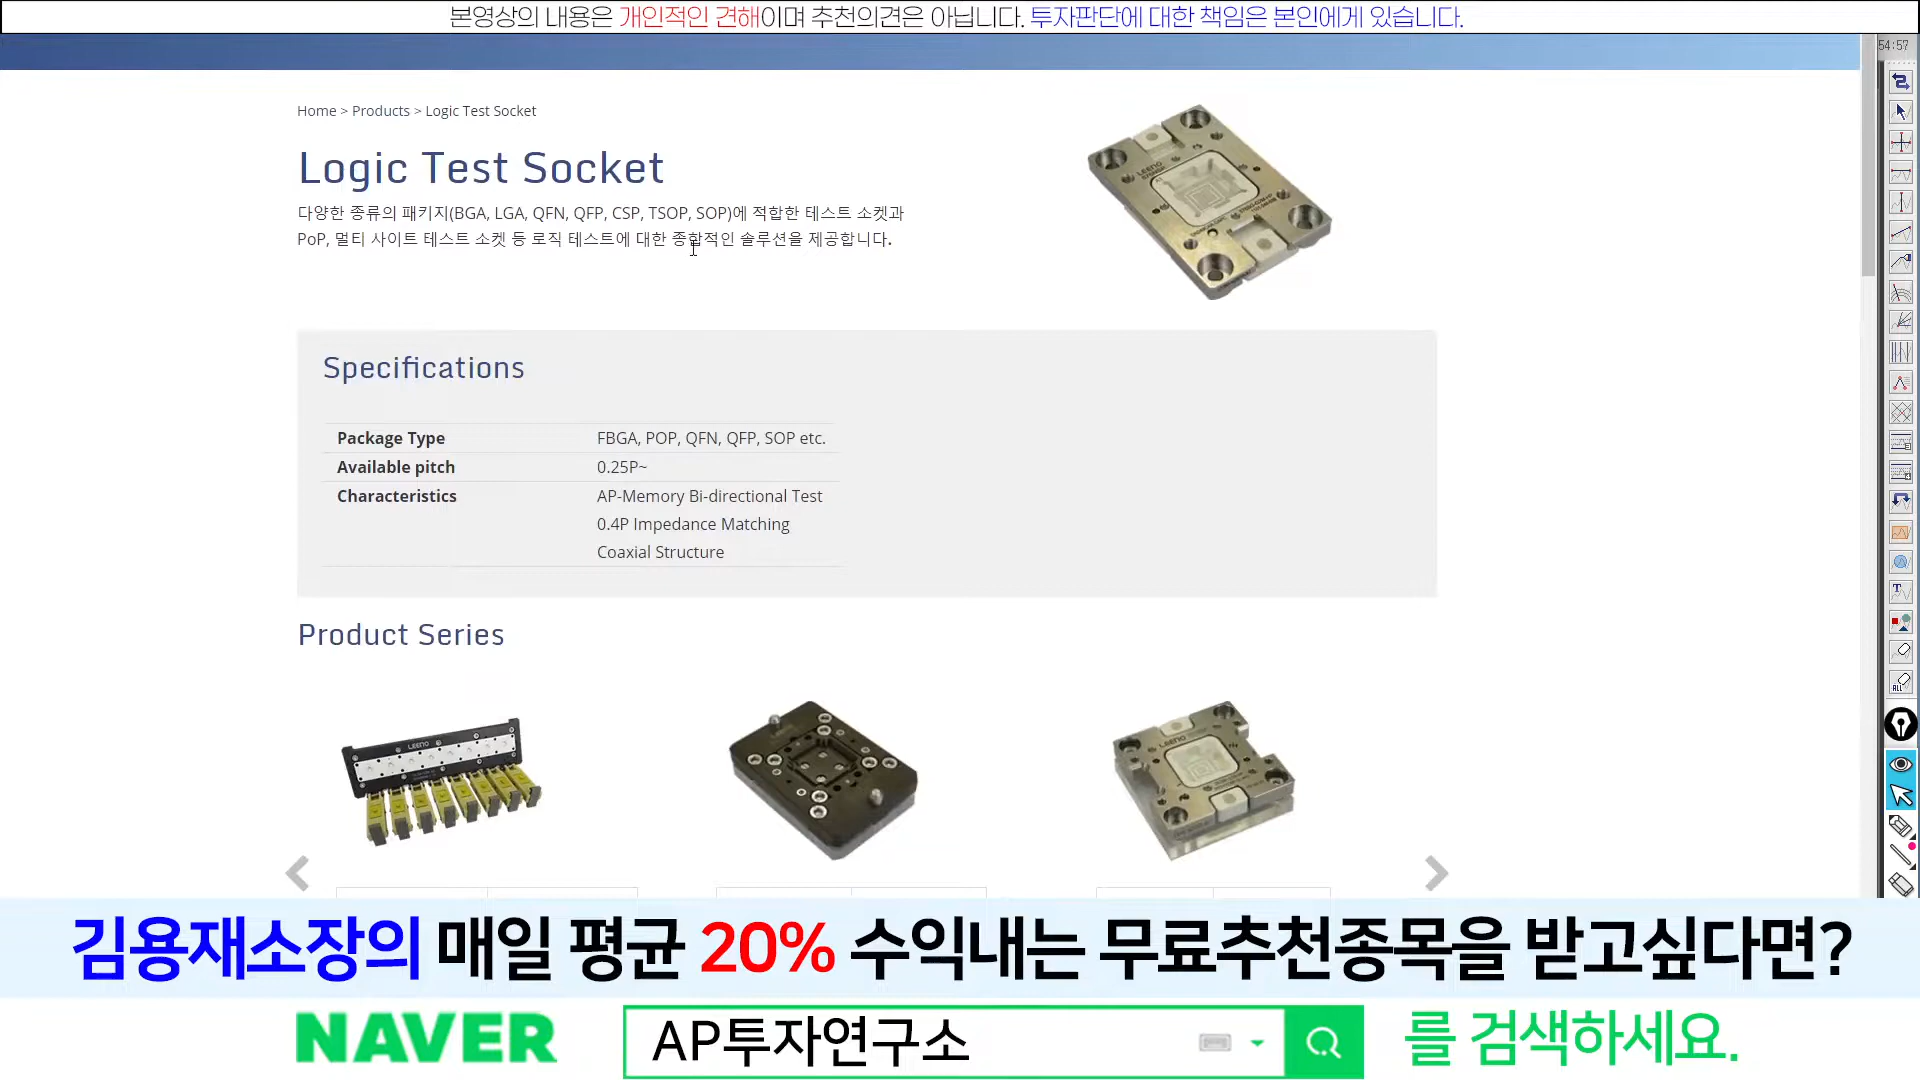 본영상의 내용은 개인적인 견해이며 추천의견은 아닙니다. 투자판단에 대한 책임은 본인에게 있습니다.
54:57
Home > Products > Logic Test Socket
Logic Test Socket
다양한 종류의 패키지(BGA, LGA, QFN, QFP, CSP, TSOP, SOP)에 적합한 테스트 소켓과
PoP, 멀티 사이트 테스트 소켓 등 로직 테스트에 대한 종합적인 솔루션을 제공합니다.
LEENO
Specifications
Package Type FBGA, POP, QFN, QFP, SOP etc.
Available pitch 0.25P~
Characteristics AP-Memory Bi-directional Test
0.4P Impedance Matching
Coaxial Structure
Product Series
LEENO
LEENO
ALL
김용재소장의 매일 평균 20% 수익내는 무료추천종목을 받고싶다면?
NAVER AP투자연구소 를 검색하세요.